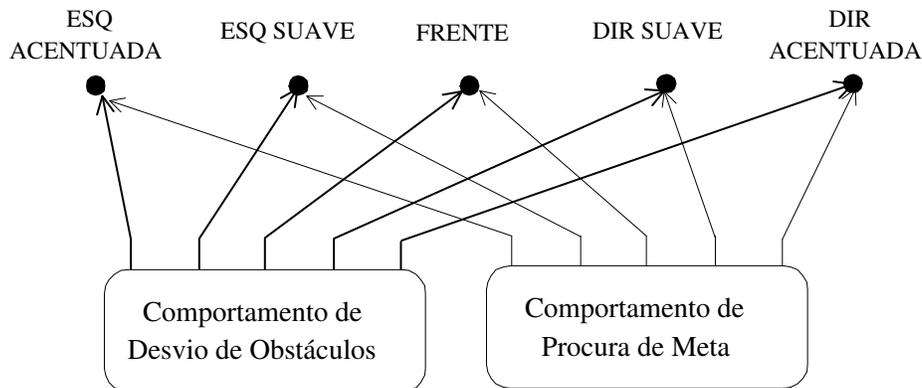 ESQ
ACENTUADA
ESQ SUAVE
FRENTE
DIR SUAVE
DIR
ACENTUADA
Comportamento de
Desvio de Obstáculos
Comportamento de
Procura de Meta